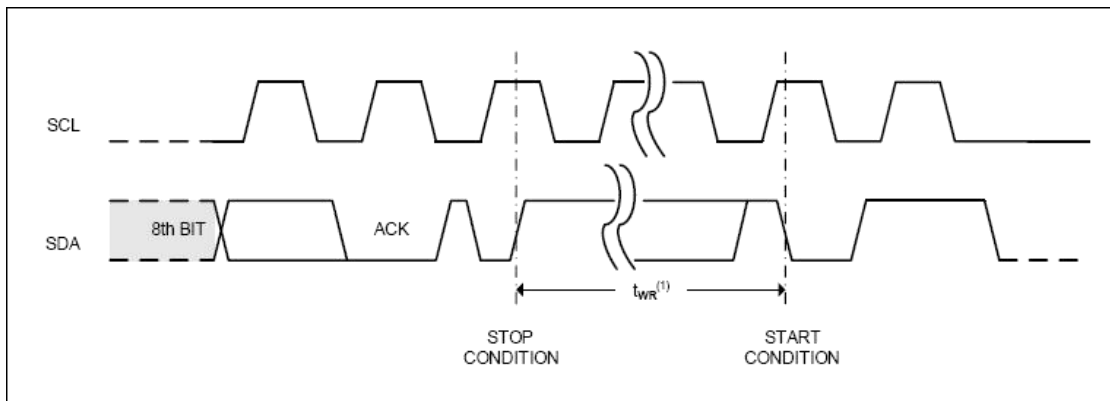 SCL
SDA
8th BIT
ACK
tWR(1)
STOP
CONDITION
START
CONDITION